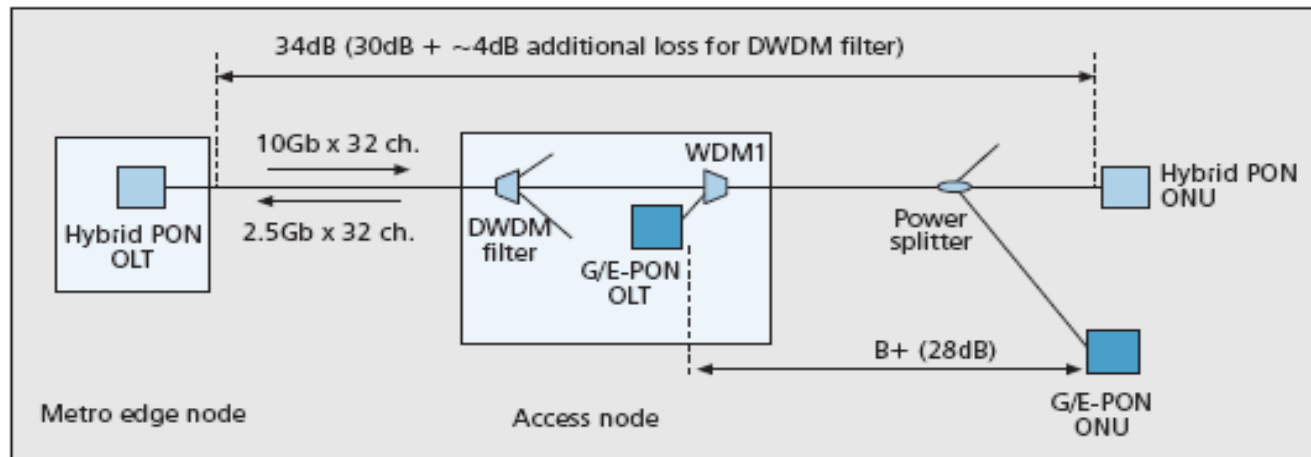 34dB (30dB + ~4dB additional loss for DWDM filter)
10Gb x 32 ch.
2.5Gb x 32 ch.
Hybrid PON
OLT
WDM1
DWDM
filter
G/E-PON
OLT
Power
splitter
Hybrid PON
ONU
B+ (28dB)
G/E-PON
ONU
Metro edge node
Access node